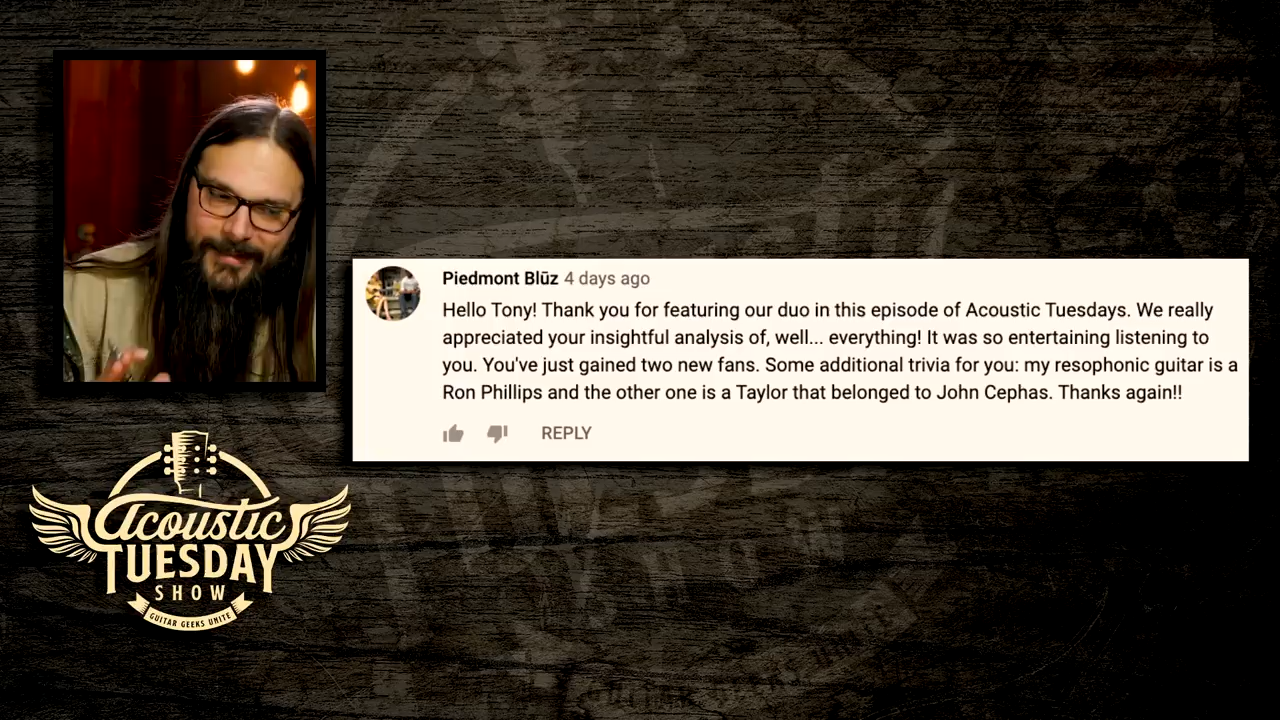 Piedmont Blūz 4 days ago
Hello Tony! Thank you for featuring our duo in this episode of Acoustic Tuesdays. We really
appreciated your insightful analysis of, well... everything! It was so entertaining listening to
you. You've just gained two new fans. Some additional trivia for you: my resophonic guitar is a
Ron Phillips and the other one is a Taylor that belonged to John Cephas. Thanks again!!
REPLY
Acoustic
TUESDAY
SHOW
GUITAR GEEKS UNITE